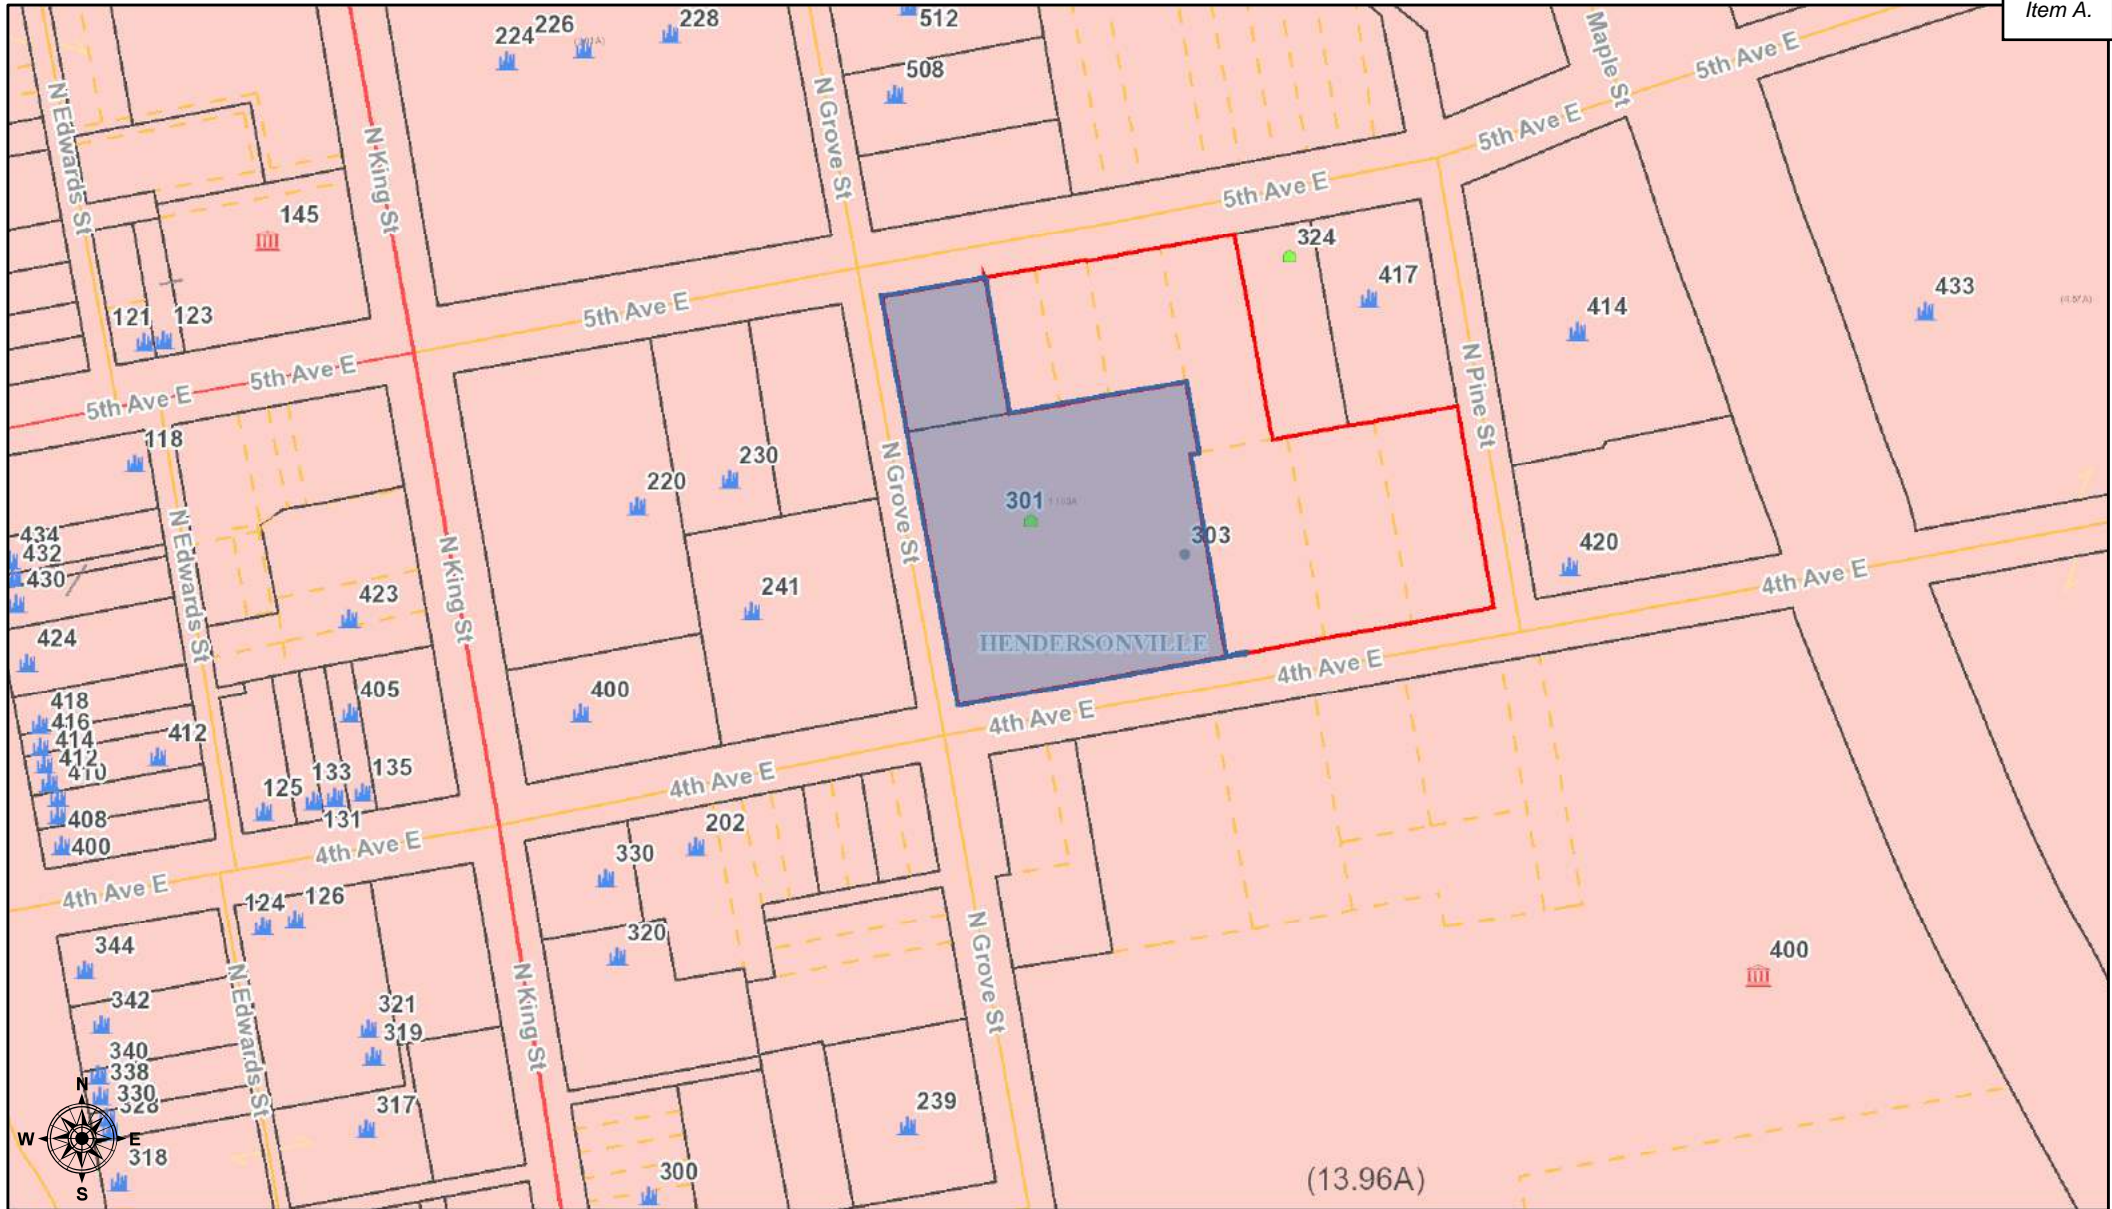 Item A.
224
226
228
512
508
Maple St
5th Ave E
5th Ave E
5th Ave E
N Edwards St
N King St
N Grove St
145
324
417
414
433
121
123
5th Ave E
5th Ave E
5th Ave E
N Pine St
118
N Grove St
220
230
301
303
420
4th Ave E
434
432
430
424
N Edwards St
423
N King St
241
HENDERSONVILLE
4th Ave E
4th Ave E
405
400
418
416
414
412
410
408
400
412
125
133
131
135
4th Ave E
4th Ave E
4th Ave E
202
330
320
124
126
344
342
340
338
330
328
318
N Edwards St
321
319
317
N King St
N Grove St
400
239
300
(13.96A)
N
W
E
S